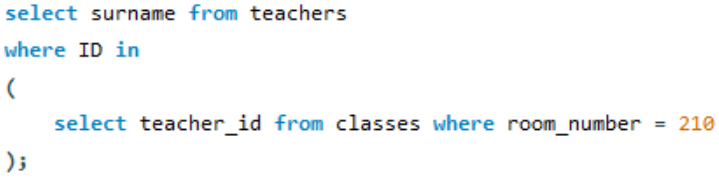 select surname from teachers
where ID in
(
select teacher_id from classes where room_number = 210
);